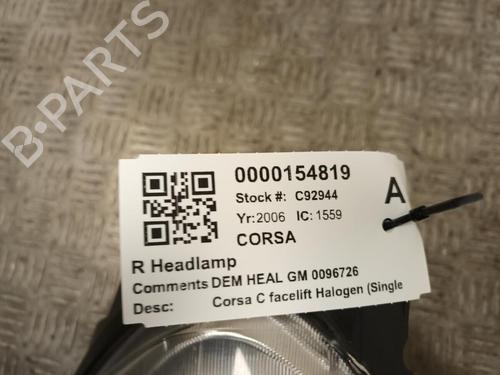 B-PARTS
0000154819
Stock #: C92944
A
Yr:2006 IC:1559
CORSA
R Headlamp
Comments DEM HEAL GM 0096726
Desc: Corsa C facelift Halogen (Single